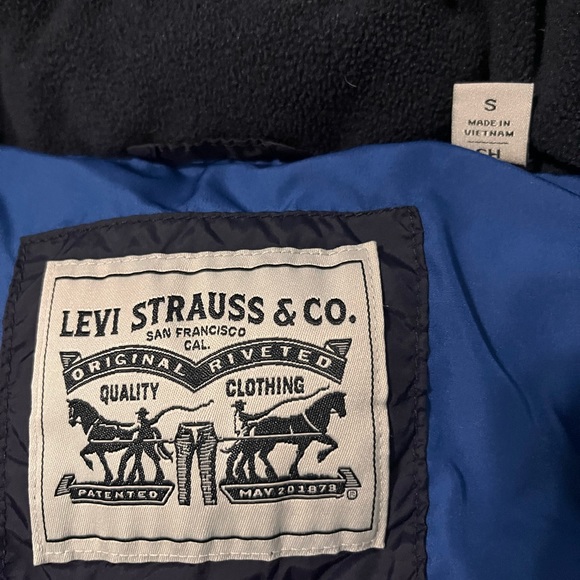 S
MADE IN
VIETNAM
LEVI STRAUSS & CO.
SAN FRANCISCO
CAL.
ORIGINAL RIVETED
QUALITY CLOTHING
PATENTED MAY 20 1873
®